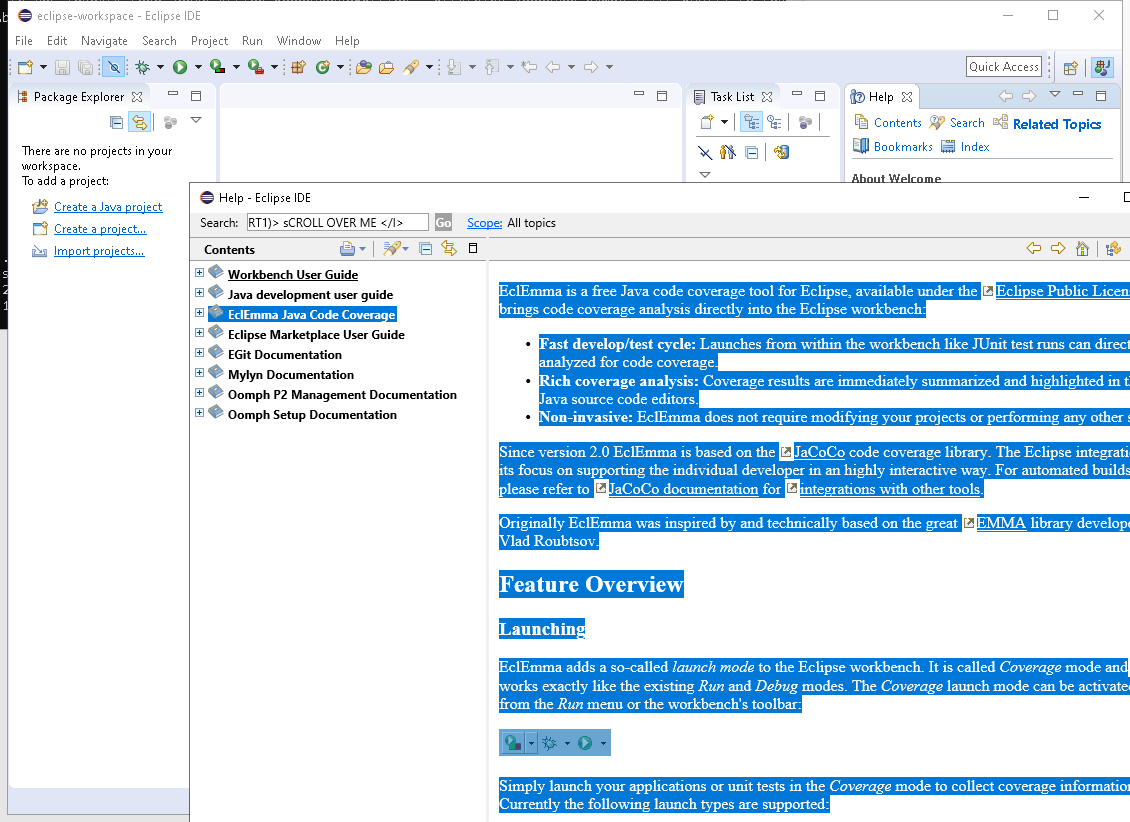 eclipse-workspace - Eclipse IDE
File Edit Navigate Search Project Run Window Help
Quick Access
Package Explorer
There are no projects in your
workspace.
To add a project:
Create a Java project
Create a project...
Import projects...
Task List
Help
Contents Search Related Topics
Bookmarks Index
About Welcome
Help - Eclipse IDE
Search: RT1)> sCROLL OVER ME </I> Go Scope: All topics
Contents
Workbench User Guide
Java development user guide
EclEmma Java Code Coverage
Eclipse Marketplace User Guide
EGit Documentation
Mylyn Documentation
Oomph P2 Management Documentation
Oomph Setup Documentation
EclEmma is a free Java code coverage tool for Eclipse, available under the Eclipse Public Licens
brings code coverage analysis directly into the Eclipse workbench:
• Fast develop/test cycle: Launches from within the workbench like JUnit test runs can direct
analyzed for code coverage.
• Rich coverage analysis: Coverage results are immediately summarized and highlighted in t
Java source code editors.
• Non-invasive: EclEmma does not require modifying your projects or performing any other s
Since version 2.0 EclEmma is based on the JaCoCo code coverage library. The Eclipse integrati
its focus on supporting the individual developer in an highly interactive way. For automated builds
please refer to JaCoCo documentation for integrations with other tools.
Originally EclEmma was inspired by and technically based on the great EMMA library develope
Vlad Roubtsov.
Feature Overview
Launching
EclEmma adds a so-called launch mode to the Eclipse workbench. It is called Coverage mode and
works exactly like the existing Run and Debug modes. The Coverage launch mode can be activate
from the Run menu or the workbench's toolbar:
Simply launch your applications or unit tests in the Coverage mode to collect coverage information
Currently the following launch types are supported: